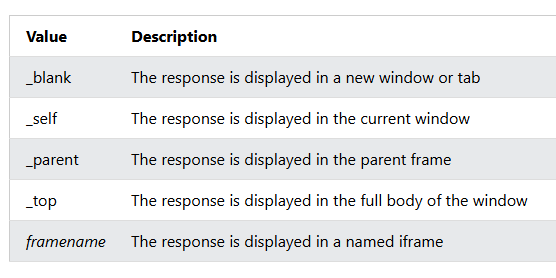 Value Description
_blank The response is displayed in a new window or tab
_self The response is displayed in the current window
_parent The response is displayed in the parent frame
_top The response is displayed in the full body of the window
framename The response is displayed in a named iframe